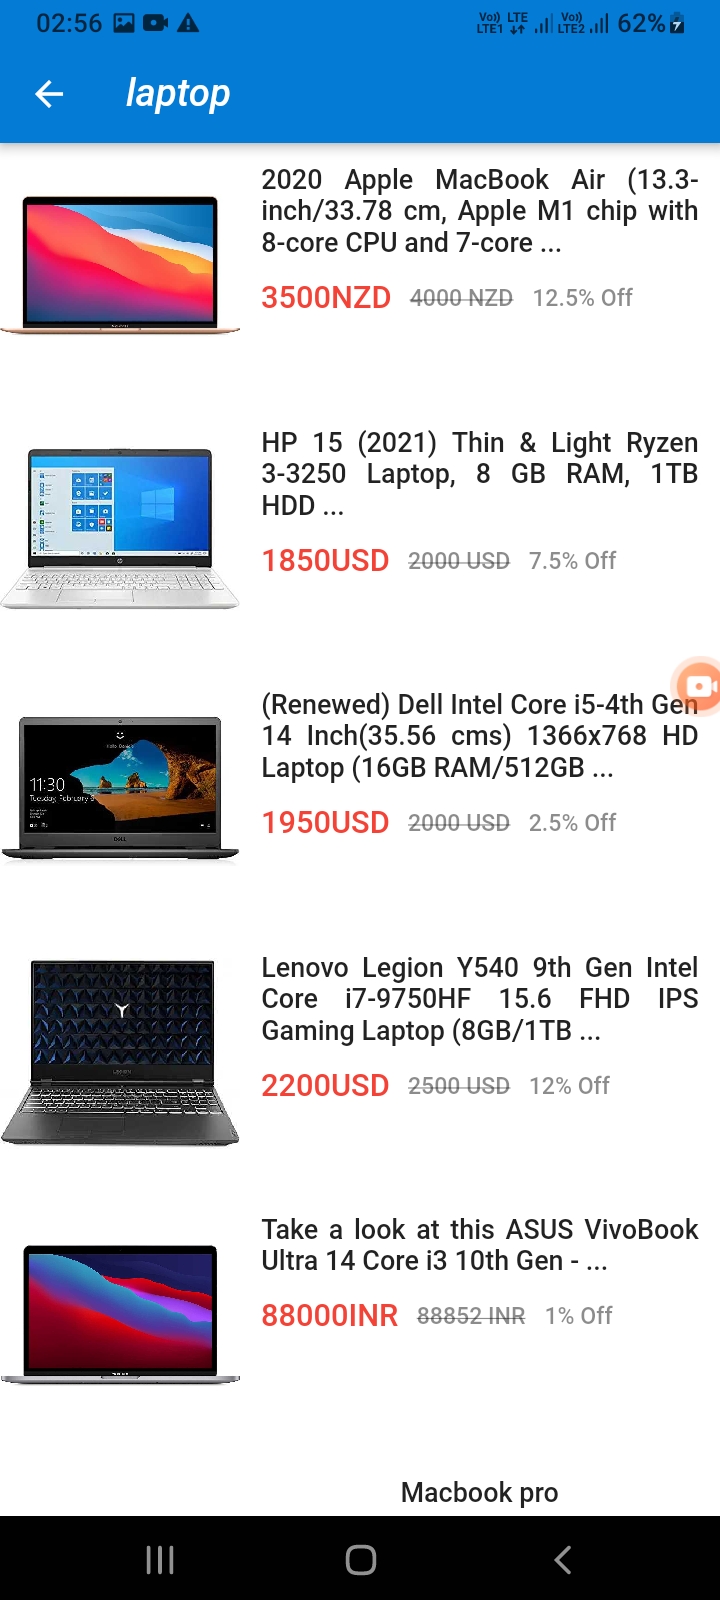 02:56
Vo)) LTE
LTE1
Vo))
LTE2
62%
laptop
2020 Apple MacBook Air (13.3-
inch/33.78 cm, Apple M1 chip with
8-core CPU and 7-core ...
3500NZD 4000 NZD 12.5% Off
HP 15 (2021) Thin & Light Ryzen
3-3250 Laptop, 8 GB RAM, 1TB
HDD ...
1850USD 2000 USD 7.5% Off
(Renewed) Dell Intel Core i5-4th Gen
14 Inch(35.56 cms) 1366x768 HD
Laptop (16GB RAM/512GB ...
11:30
Tuesday, February 6
DELL
1950USD 2000 USD 2.5% Off
Lenovo Legion Y540 9th Gen Intel
Core i7-9750HF 15.6 FHD IPS
Gaming Laptop (8GB/1TB ...
LEGION
2200USD 2500 USD 12% Off
Take a look at this ASUS VivoBook
Ultra 14 Core i3 10th Gen - ...
88000INR 88852 INR 1% Off
Macbook pro